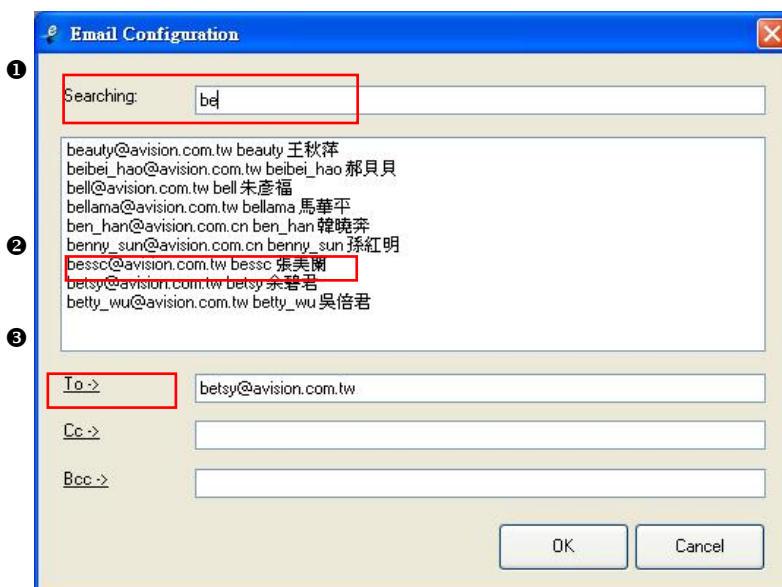 Email Configuration
❶
Searching:
be
beauty@avision.com.tw beauty 王秋萍
beibei_hao@avision.com.tw beibei_hao 郝貝貝
bell@avision.com.tw bell 朱彥福
bellama@avision.com.tw bellama 馬華平
ben_han@avision.com.cn ben_han 韓曉奔
❷
benny_sun@avision.com.cn benny_sun 孫紅明
bessc@avision.com.tw bessc 張美蘭
betsy@avision.com.tw betsy 余碧君
betty_wu@avision.com.tw betty_wu 吳倍君
❸
To ->
betsy@avision.com.tw
Cc ->
Bcc ->
OK
Cancel